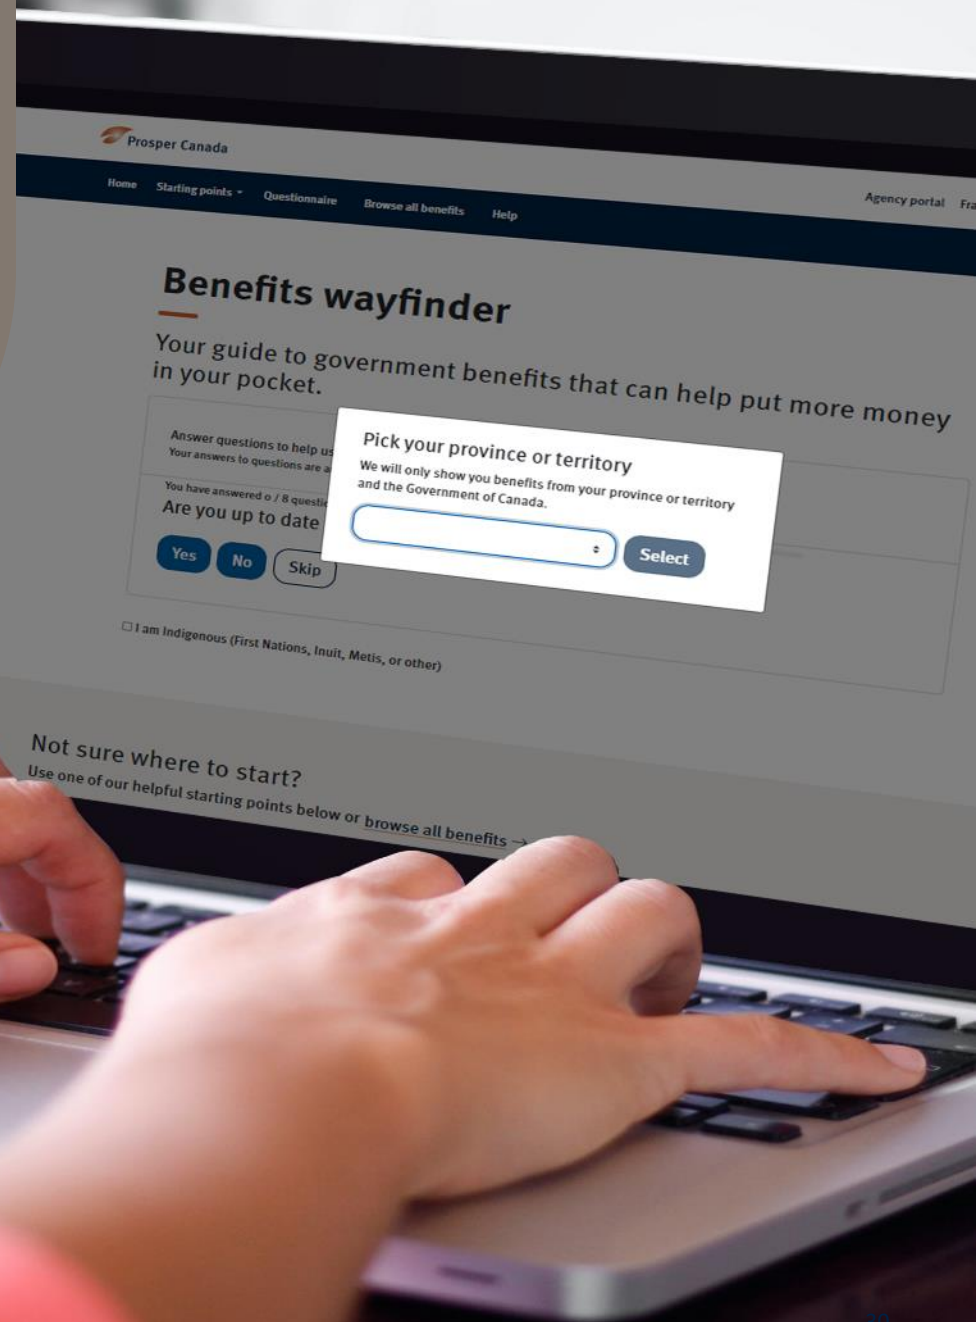 Prosper Canada
Agency portal Fra
Home Starting points Questionnaire Browse all benefits Help
Benefits wayfinder
Your guide to government benefits that can help put more money
in your pocket.
Answer questions to help us
Your answers to questions are a
You have answered 0 / 8 questio
Are you up to date
Yes No Skip
Pick your province or territory
We will only show you benefits from your province or territory
and the Government of Canada.
Select
I am Indigenous (First Nations, Inuit, Metis, or other)
Not sure where to start?
Use one of our helpful starting points below or browse all benefits →